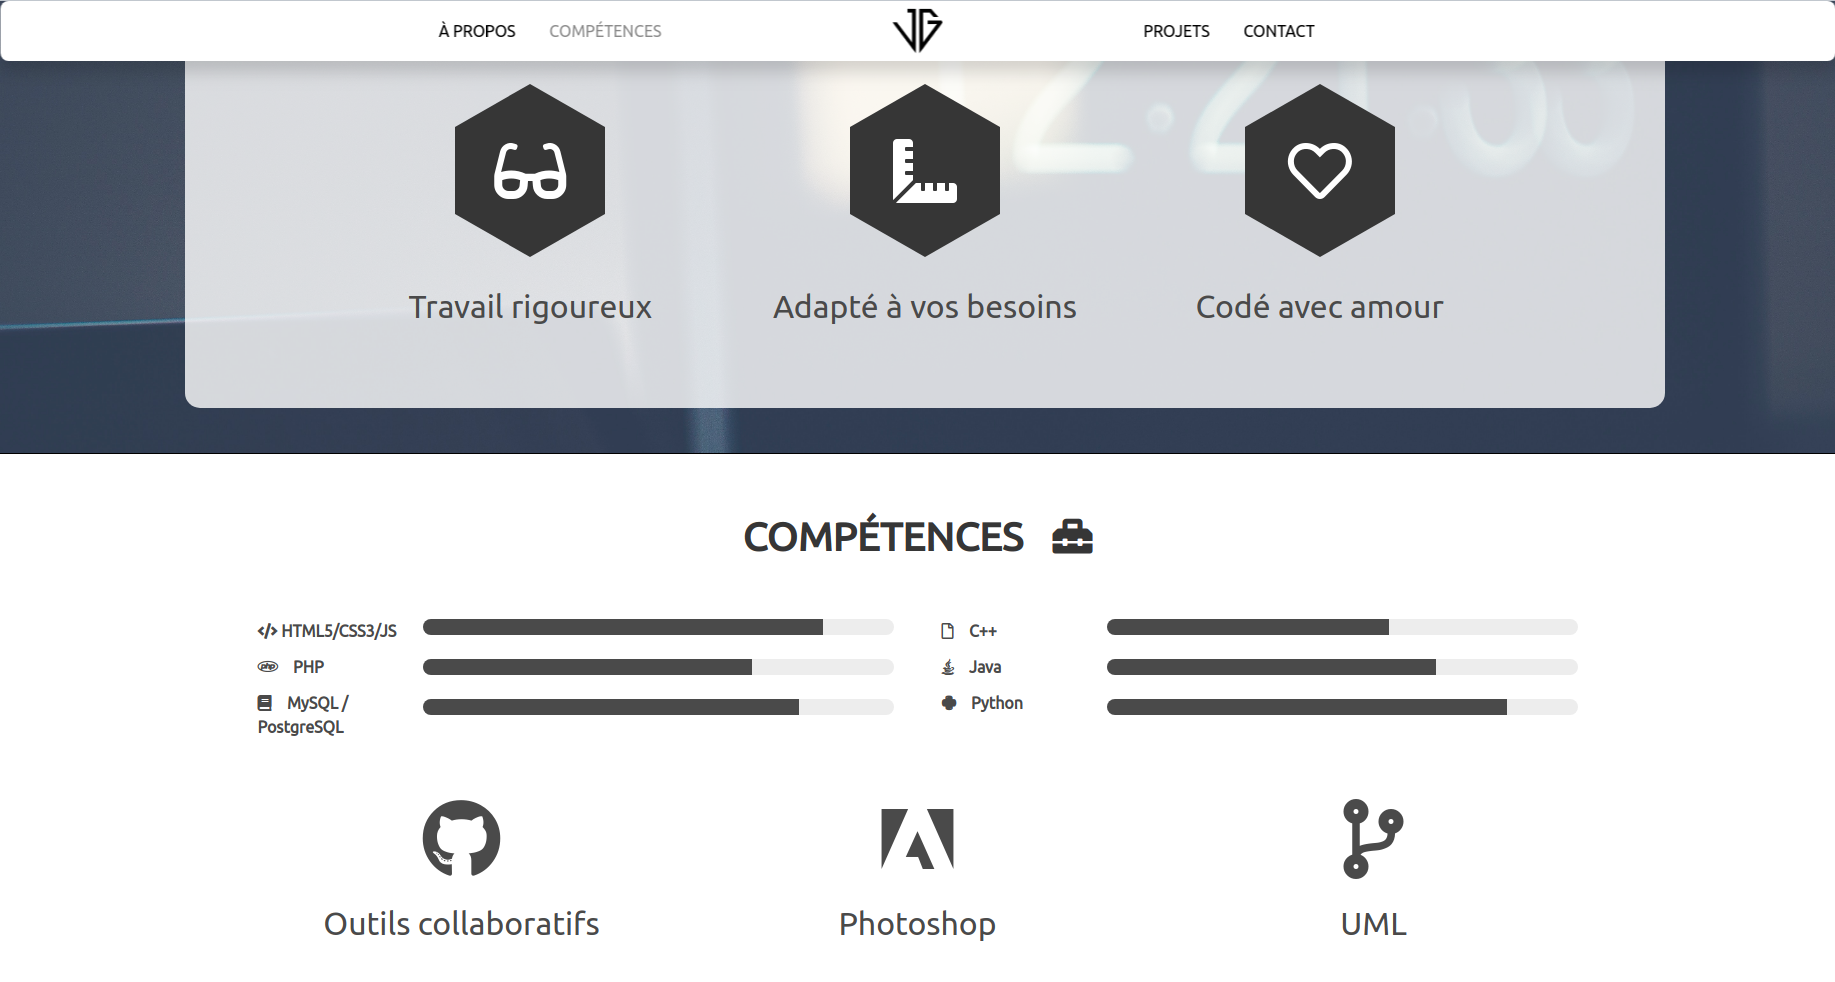 À PROPOS
COMPÉTENCES
PROJETS
CONTACT
Travail rigoureux
Adapté à vos besoins
Codé avec amour
COMPÉTENCES
HTML5/CSS3/JS
PHP
MySQL /
PostgreSQL
C++
Java
Python
Outils collaboratifs
Photoshop
UML